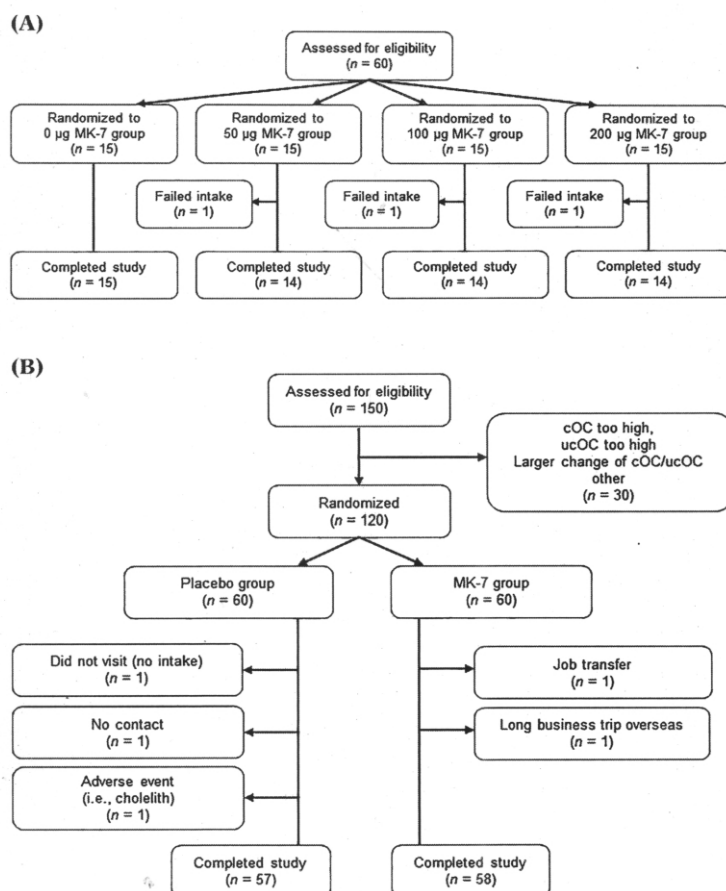 (A)
Assessed for eligibility
(n = 60)
Randomized to
0 µg MK-7 group
(n = 15)
Randomized to
50 µg MK-7 group
(n = 15)
Randomized to
100 µg MK-7 group
(n = 15)
Randomized to
200 µg MK-7 group
(n = 15)
Failed intake
(n = 1)
Failed intake
(n = 1)
Failed intake
(n = 1)
Completed study
(n = 15)
Completed study
(n = 14)
Completed study
(n = 14)
Completed study
(n = 14)
(B)
Assessed for eligibility
(n = 150)
cOC too high,
ucOC too high
Larger change of cOC/ucOC
other
(n = 30)
Randomized
(n = 120)
Placebo group
(n = 60)
MK-7 group
(n = 60)
Did not visit (no intake)
(n = 1)
Job transfer
(n = 1)
No contact
(n = 1)
Long business trip overseas
(n = 1)
Adverse event
(i.e., cholelith)
(n = 1)
Completed study
(n = 57)
Completed study
(n = 58)